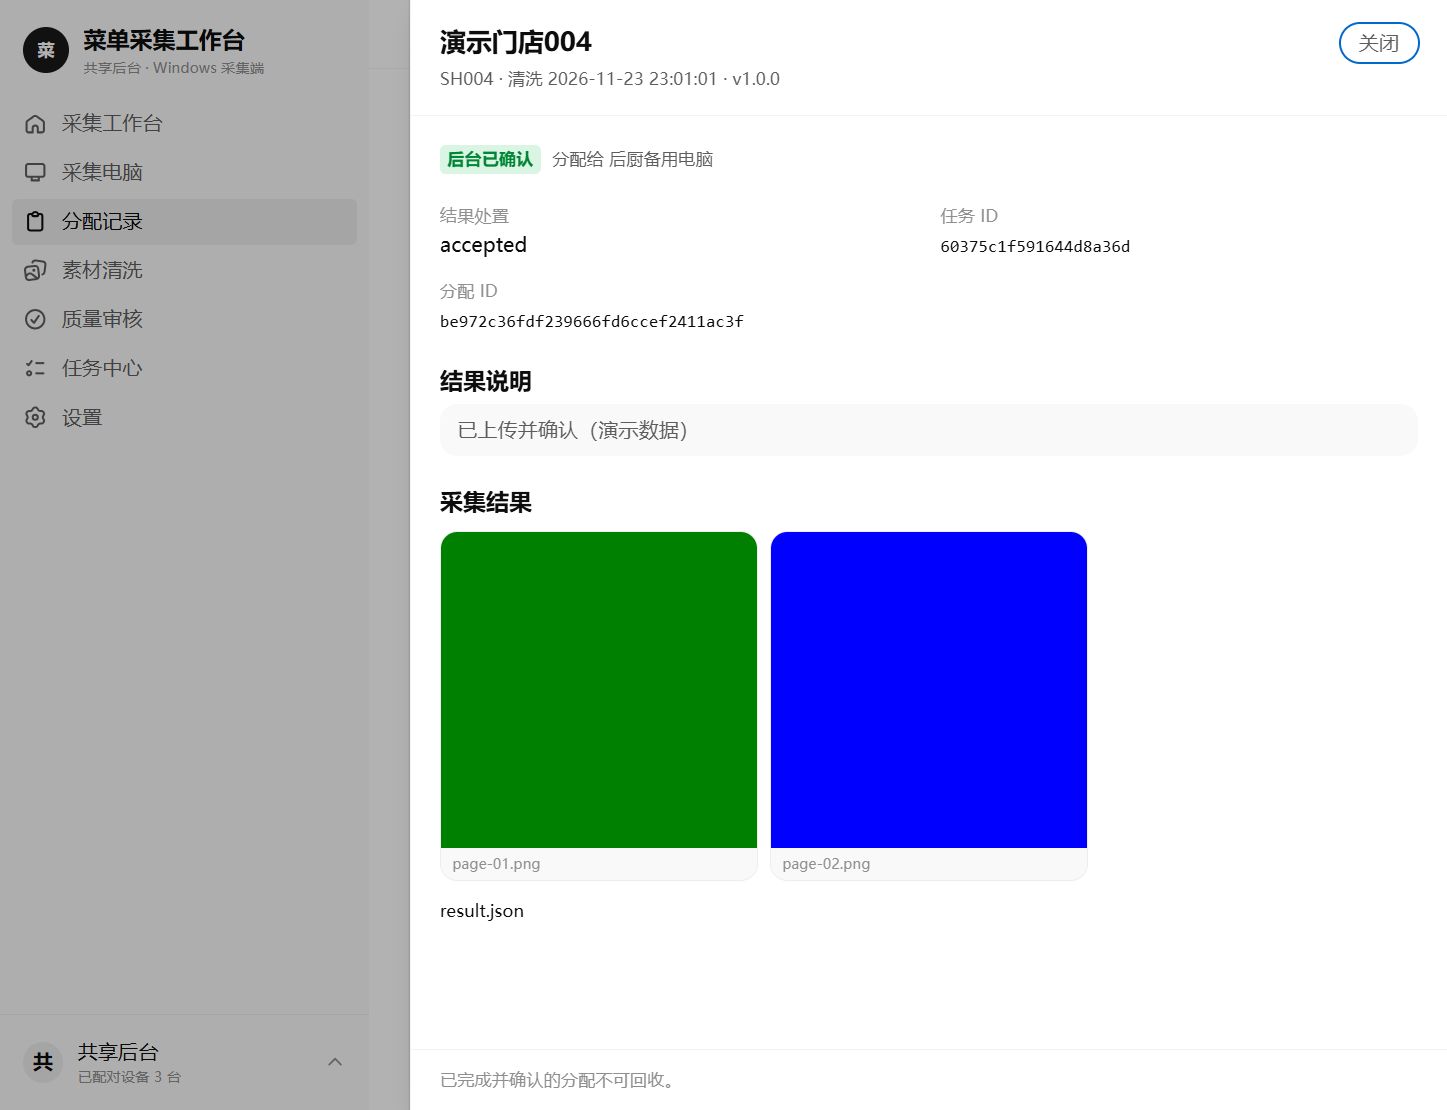 菜
菜单采集工作台
共享后台 · Windows 采集端
采集工作台
采集电脑
分配记录
素材清洗
质量审核
任务中心
设置
共
共享后台
已配对设备 3 台
演示门店004
SH004 · 清洗 2026-11-23 23:01:01 · v1.0.0
关闭
后台已确认
分配给 后厨备用电脑
结果处置
accepted
任务 ID
60375c1f591644d8a36d
分配 ID
be972c36fdf239666fd6ccef2411ac3f
结果说明
已上传并确认（演示数据）
采集结果
page-01.png
page-02.png
result.json
已完成并确认的分配不可回收。